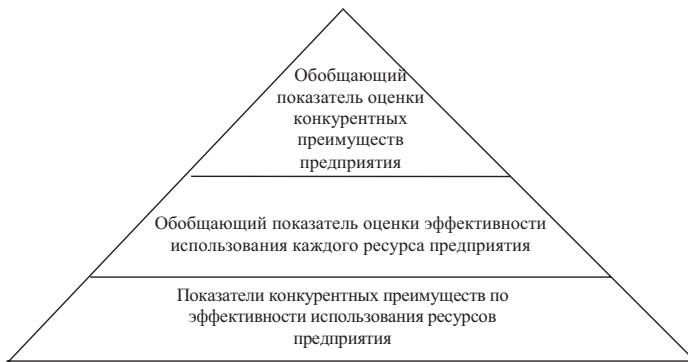 Обобщающий
показатель оценки
конкурентных
преимуществ
предприятия
Обобщающий показатель оценки эффективности
использования каждого ресурса предприятия
Показатели конкурентных преимуществ по
эффективности использования ресурсов
предприятия